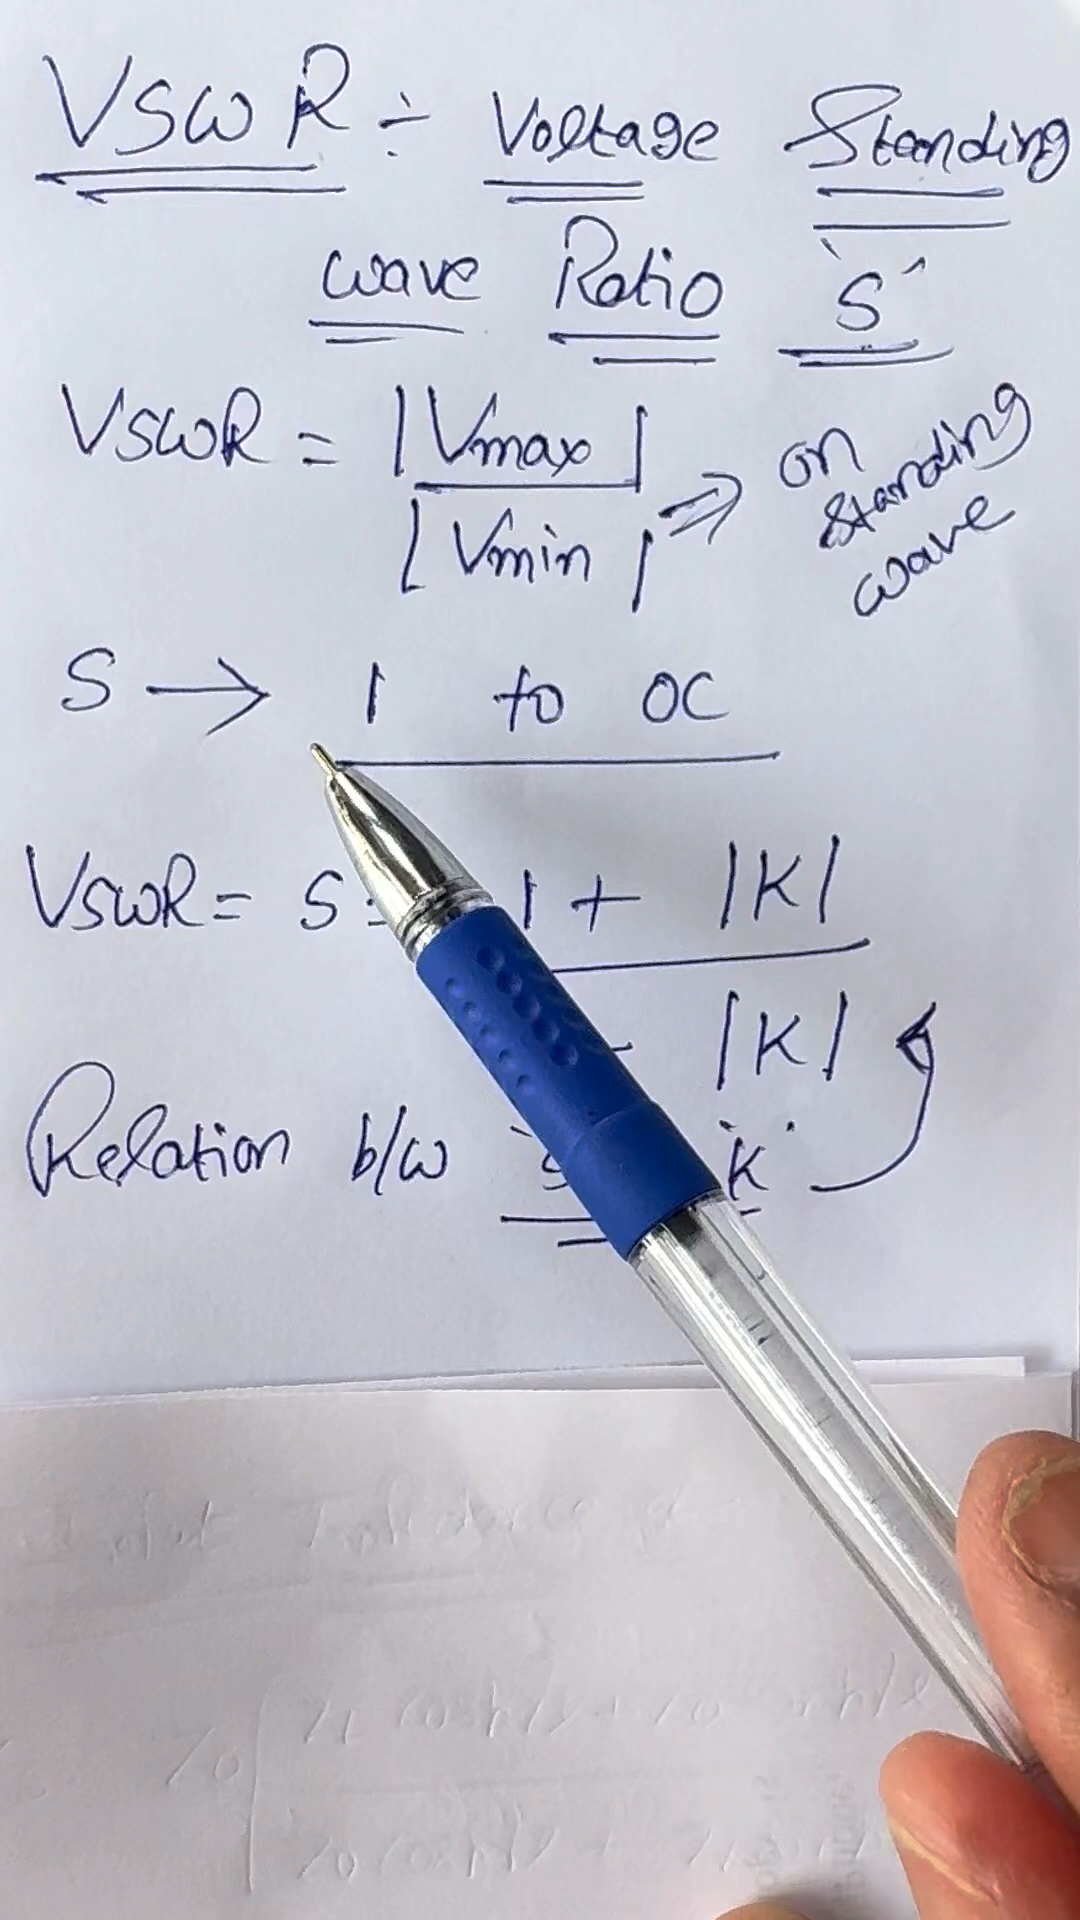 VSWR :- Voltage Standing
wave Ratio 'S'
VSWR = |Vmax|
|Vmin| ⇒ on standing wave
S → 1 to ∝
VSWR = S = 1 + |K|
- |K|
Relation b/w 's' 'K'